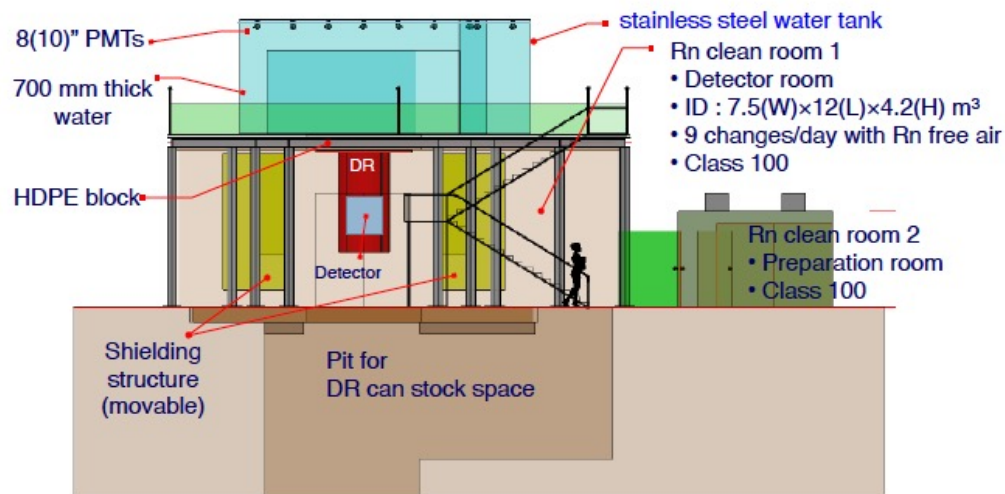 8(10)" PMTs
700 mm thick
water
HDPE block
stainless steel water tank
Rn clean room 1
• Detector room
• ID : 7.5(W)×12(L)×4.2(H) m³
• 9 changes/day with Rn free air
• Class 100
DR
Detector
Rn clean room 2
• Preparation room
• Class 100
Shielding
structure
(movable)
Pit for
DR can stock space